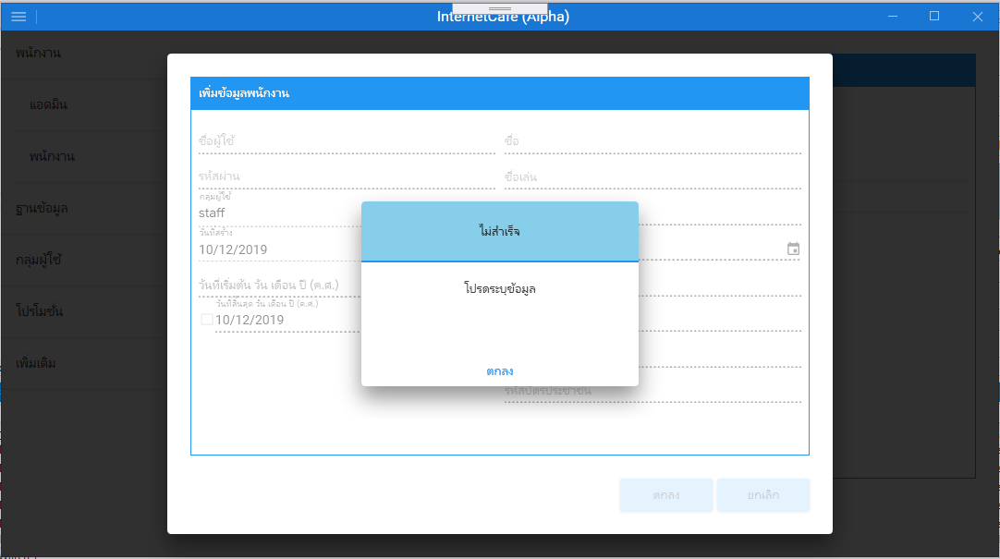 InternetCafe (Alpha)
พนักงาน
แอดมิน
พนักงาน
ฐานข้อมูล
กลุ่มผู้ใช้
โปรโมชั่น
เพิ่มเติม
เพิ่มข้อมูลพนักงาน
ชื่อผู้ใช้
ชื่อ
รหัสผ่าน
ชื่อเล่น
กลุ่มผู้ใช้
staff
วันที่สร้าง
10/12/2019
วันที่เริ่มต้น วัน เดือน ปี (ค.ศ.)
วันที่สิ้นสุด วัน เดือน ปี (ค.ศ.)
10/12/2019
ไม่สำเร็จ
โปรดระบุข้อมูล
ตกลง
รหัสบัตรประชาชน
ตกลง
ยกเลิก